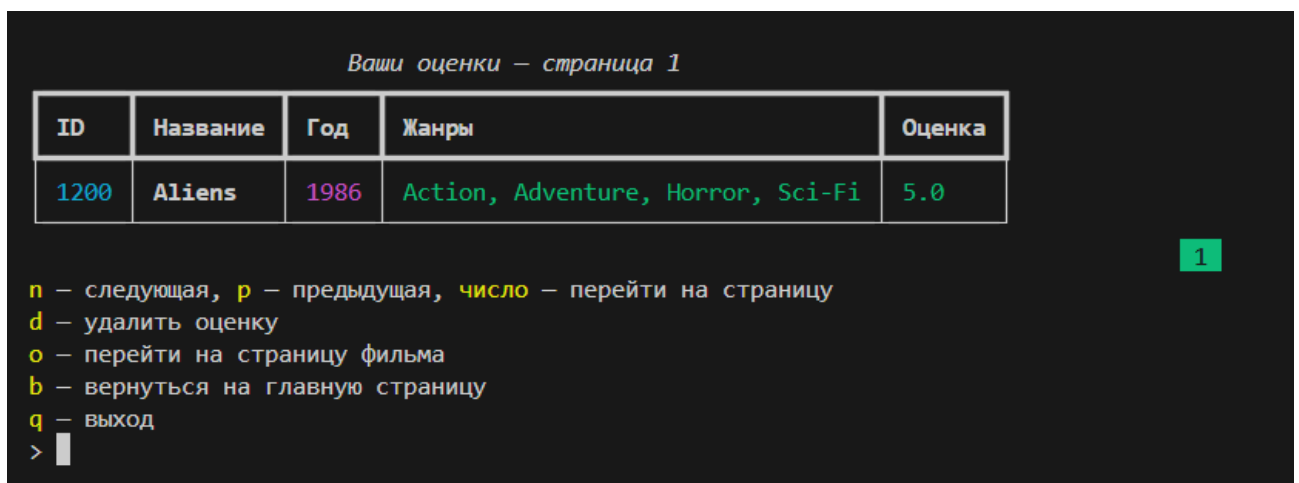 Ваши оценки — страница 1
ID Название Год Жанры Оценка
1200 Aliens 1986 Action, Adventure, Horror, Sci-Fi 5.0
1
n — следующая, p — предыдущая, число — перейти на страницу
d — удалить оценку
o — перейти на страницу фильма
b — вернуться на главную страницу
q — выход
>